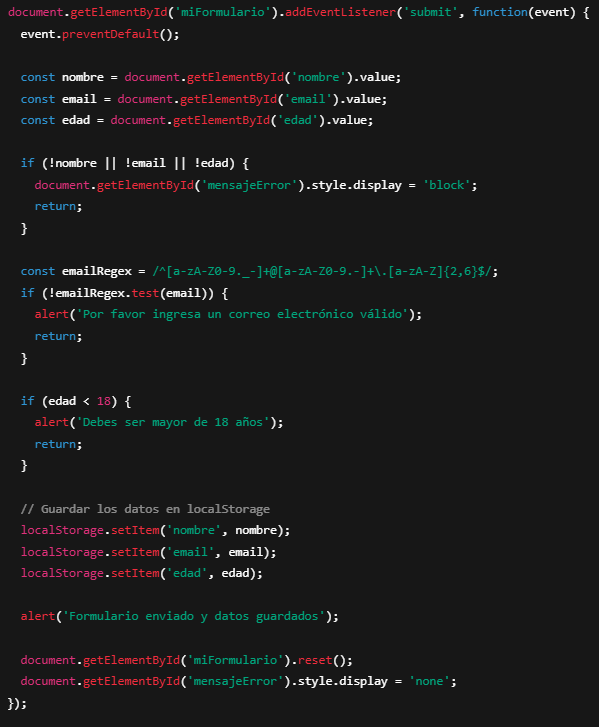 document.getElementById('miFormulario').addEventListener('submit', function(event) {
  event.preventDefault();

  const nombre = document.getElementById('nombre').value;
  const email = document.getElementById('email').value;
  const edad = document.getElementById('edad').value;

  if (!nombre || !email || !edad) {
    document.getElementById('mensajeError').style.display = 'block';
    return;
  }

  const emailRegex = /^[a-zA-Z0-9._-]+@[a-zA-Z0-9.-]+\.[a-zA-Z]{2,6}$/;
  if (!emailRegex.test(email)) {
    alert('Por favor ingresa un correo electrónico válido');
    return;
  }

  if (edad < 18) {
    alert('Debes ser mayor de 18 años');
    return;
  }

  // Guardar los datos en localStorage
  localStorage.setItem('nombre', nombre);
  localStorage.setItem('email', email);
  localStorage.setItem('edad', edad);

  alert('Formulario enviado y datos guardados');

  document.getElementById('miFormulario').reset();
  document.getElementById('mensajeError').style.display = 'none';
});